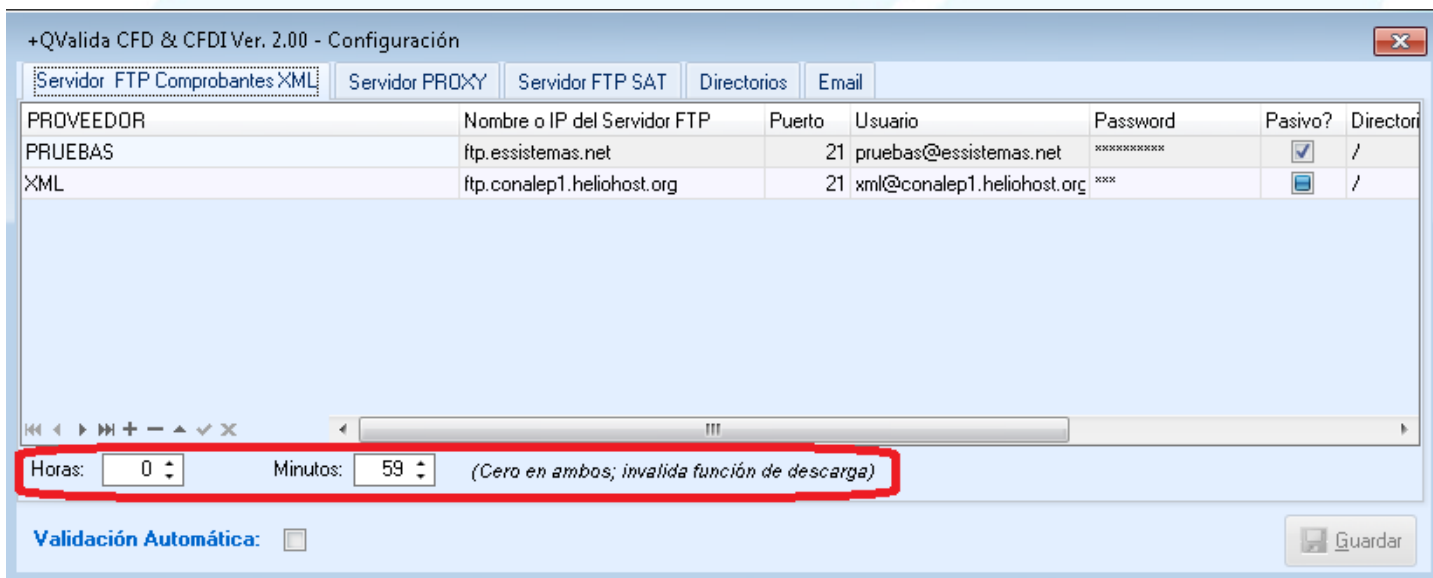 +QValida CFD & CFDI Ver. 2.00 - Configuración
Servidor FTP Comprobantes XML Servidor PROXY Servidor FTP SAT Directorios Email
PROVEEDOR Nombre o IP del Servidor FTP Puerto Usuario Password Pasivo? Directori
PRUEBAS ftp.essistemas.net 21 pruebas@essistemas.net ********** /
XML ftp.conalep1.heliohost.org 21 xml@conalep1.heliohost.org *** /
Horas: 0 Minutos: 59 (Cero en ambos; invalida función de descarga)
Validación Automática: Guardar